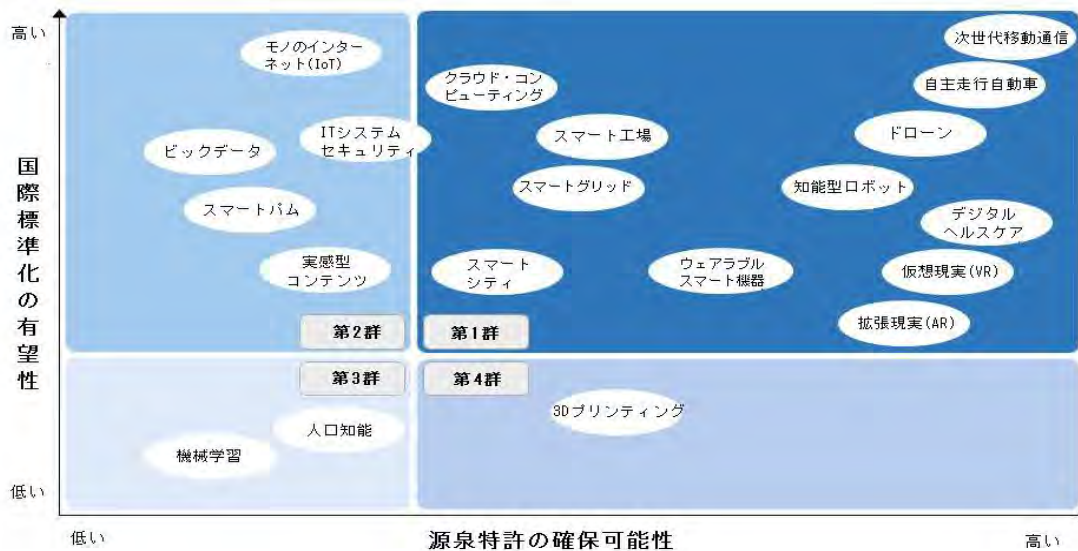 高い
国際標準化の有望性
低い
モノのインター
ネット(IoT)
ビックデータ
ITシステム
セキュリティ
スマートパム
実感型
コンテンツ
第2群
クラウド・コン
ピューティング
スマート工場
スマートグリッド
スマート
シティ
ウェアラブル
スマート機器
次世代移動通信
自主走行自動車
ドローン
知能型ロボット
デジタル
ヘルスケア
仮想現実(VR)
拡張現実(AR)
第1群
第3群
人口知能
機械学習
第4群
3Dプリンティング
低い
源泉特許の確保可能性
高い